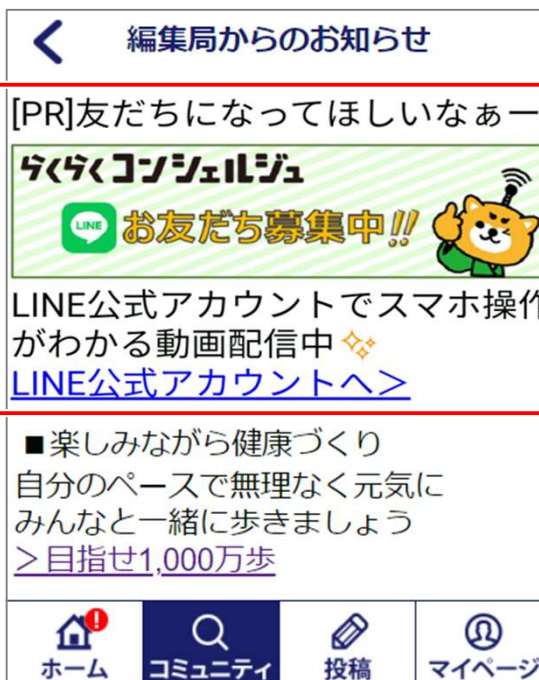 編集局からのお知らせ
[PR]友だちになってほしいなぁー
らくらくコンシェルジュ
LINE
お友だち募集中!!
LINE公式アカウントでスマホ操作
がわかる動画配信中✨
LINE公式アカウントへ＞
■楽しみながら健康づくり
自分のペースで無理なく元気に
みんなと一緒に歩きましょう
＞目指せ1,000万歩
ホーム コミュニティ 投稿 マイページ